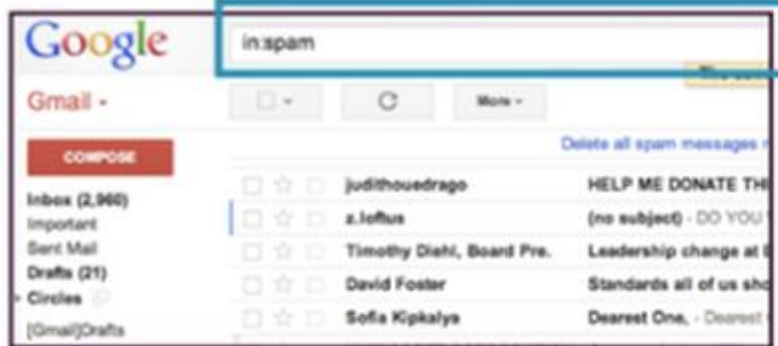 Google
in:spam
Gmail
More
Delete all spam messages
COMPOSE
judithouedrago HELP ME DONATE THI
Inbox (2,960)
z.loftus (no subject) - DO YOU
Important
Sent Mail
Timothy Diehl, Board Pre. Leadership change at
Drafts (21)
David Foster Standards all of us sho
Circles
Sofia Kipkalya Dearest One, - Dearest
[Gmail]Drafts